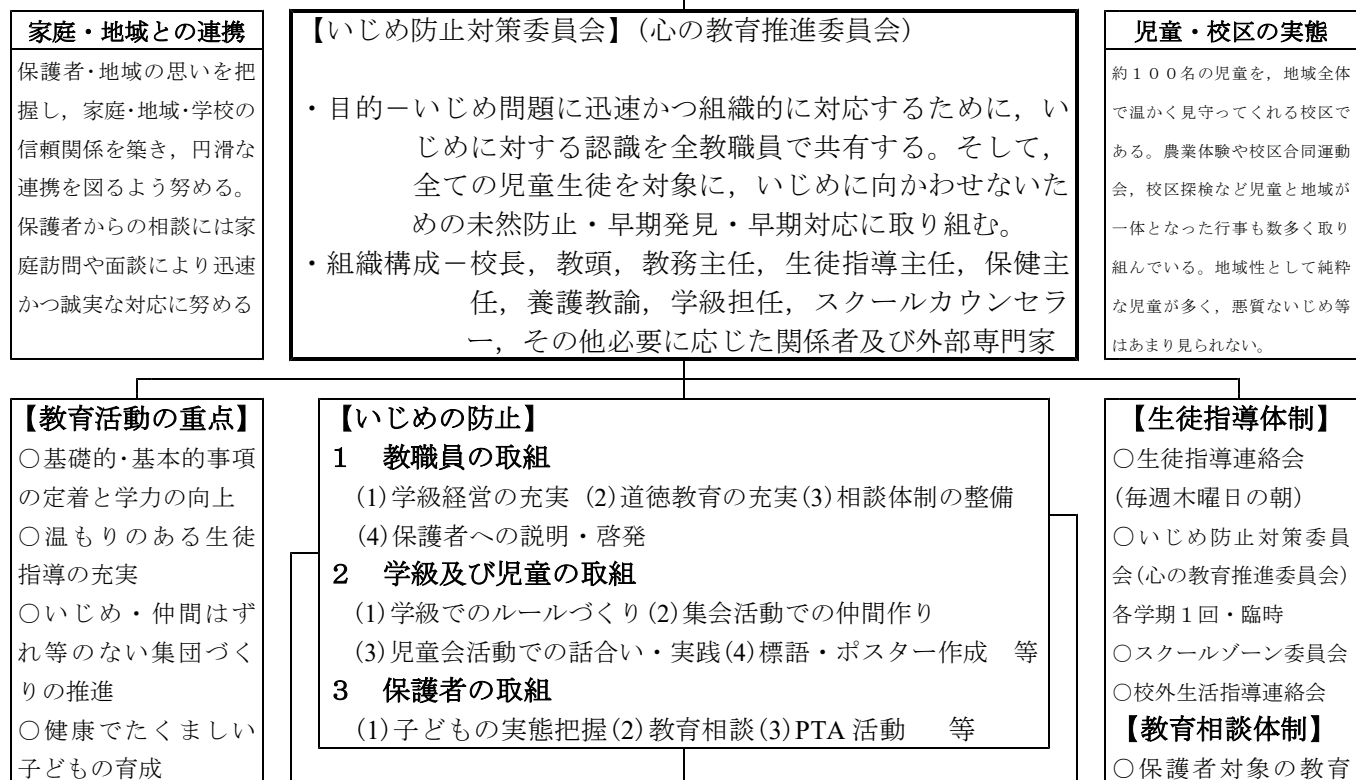 家庭・地域との連携
保護者・地域の思いを把
握し，家庭・地域・学校の
信頼関係を築き，円滑な
連携を図るよう努める。
保護者からの相談には家
庭訪問や面談により迅速
かつ誠実な対応に努める
【いじめ防止対策委員会】(心の教育推進委員会)
・目的－いじめ問題に迅速かつ組織的に対応するために，い
じめに対する認識を全教職員で共有する。そして，
全ての児童生徒を対象に，いじめに向かわせないた
めの未然防止・早期発見・早期対応に取り組む。
・組織構成－校長，教頭，教務主任，生徒指導主任，保健主
任，養護教諭，学級担任，スクールカウンセラ
ー，その他必要に応じた関係者及び外部専門家
児童・校区の実態
約１００名の児童を，地域全体
で温かく見守ってくれる校区で
ある。農業体験や校区合同運動
会，校区探検など児童と地域が
一体となった行事も数多く取り
組んでいる。地域性として純粋
な児童が多く，悪質ないじめ等
はあまり見られない。
【教育活動の重点】
○基礎的・基本的事項
の定着と学力の向上
○温もりのある生徒
指導の充実
○いじめ・仲間はず
れ等のない集団づく
りの推進
○健康でたくましい
子どもの育成
【いじめの防止】
１　教職員の取組
(1)学級経営の充実 (2)道徳教育の充実(3)相談体制の整備
(4)保護者への説明・啓発
２　学級及び児童の取組
(1)学級でのルールづくり(2)集会活動での仲間作り
(3)児童会活動での話合い・実践(4)標語・ポスター作成　等
３　保護者の取組
(1)子どもの実態把握(2)教育相談(3)PTA 活動　等
【生徒指導体制】
○生徒指導連絡会
(毎週木曜日の朝)
○いじめ防止対策委員
会(心の教育推進委員会)
各学期１回・臨時
○スクールゾーン委員会
○校外生活指導連絡会
【教育相談体制】
○保護者対象の教育